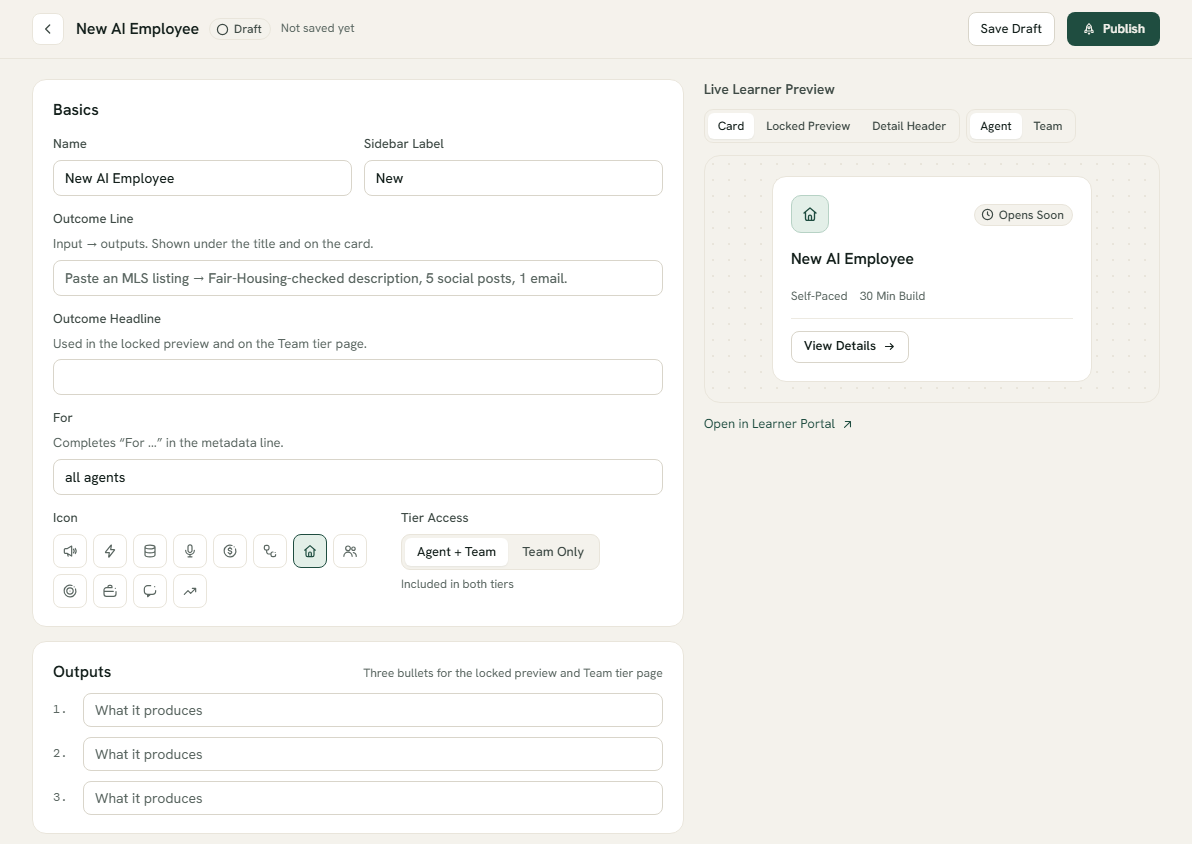 New AI Employee
Draft
Not saved yet
Save Draft
Publish
Basics
Name
Sidebar Label
New AI Employee
New
Outcome Line
Input → outputs. Shown under the title and on the card.
Paste an MLS listing → Fair-Housing-checked description, 5 social posts, 1 email.
Outcome Headline
Used in the locked preview and on the Team tier page.
For
Completes “For …” in the metadata line.
all agents
Icon
Tier Access
Agent + Team
Team Only
Included in both tiers
Outputs
Three bullets for the locked preview and Team tier page
1. What it produces
2. What it produces
3. What it produces
Live Learner Preview
Card
Locked Preview
Detail Header
Agent
Team
Opens Soon
New AI Employee
Self-Paced
30 Min Build
View Details →
Open in Learner Portal ↗